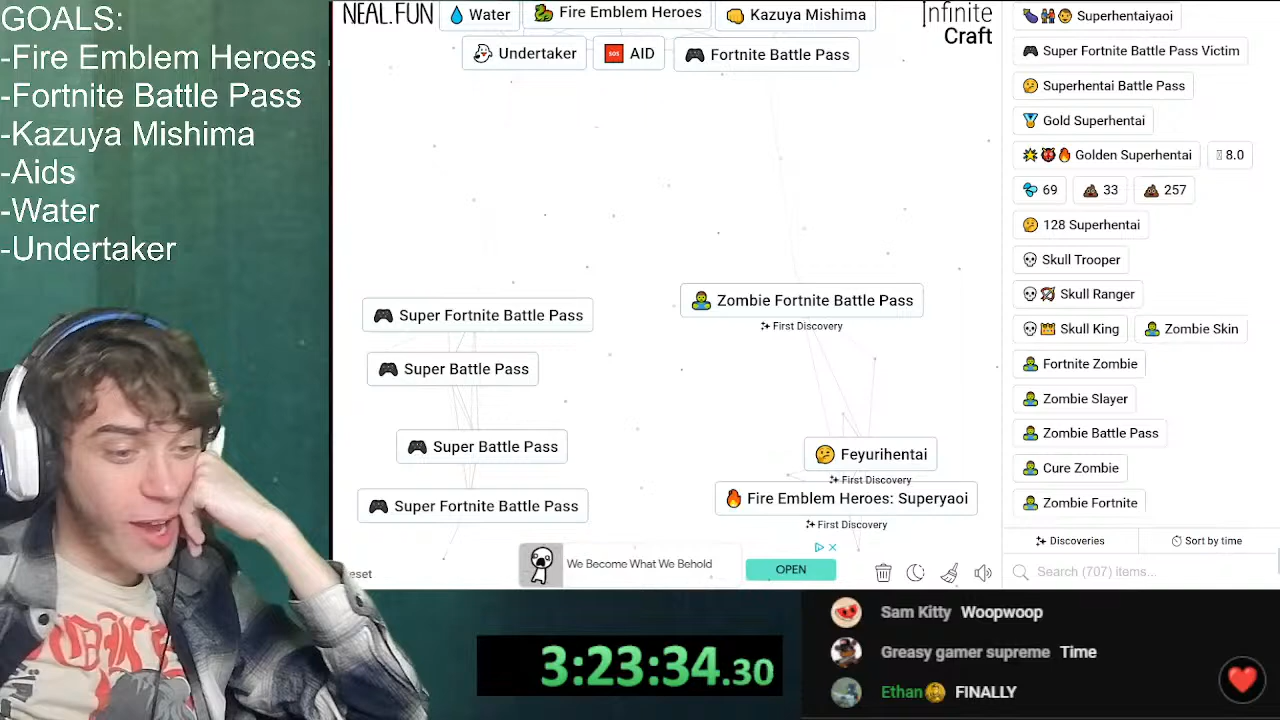 GOALS:
-Fire Emblem Heroes
-Fortnite Battle Pass
-Kazuya Mishima
-Aids
-Water
-Undertaker
NEAL.FUN
Water
Fire Emblem Heroes
Kazuya Mishima
Undertaker
AID
Fortnite Battle Pass
Infinite
Craft
Super Fortnite Battle Pass
Super Battle Pass
Super Battle Pass
Super Fortnite Battle Pass
Zombie Fortnite Battle Pass
First Discovery
Feyurihentai
First Discovery
Fire Emblem Heroes: Superyaoi
First Discovery
eset
We Become What We Behold
OPEN
Superhentaiyaoi
Super Fortnite Battle Pass Victim
Superhentai Battle Pass
Gold Superhentai
Golden Superhentai
8.0
69
33
257
128 Superhentai
Skull Trooper
Skull Ranger
Skull King
Zombie Skin
Fortnite Zombie
Zombie Slayer
Zombie Battle Pass
Cure Zombie
Zombie Fortnite
Discoveries
Sort by time
Search (707) items...
3:23:34.30
Sam Kitty Woopwoop
Greasy gamer supreme Time
Ethan FINALLY